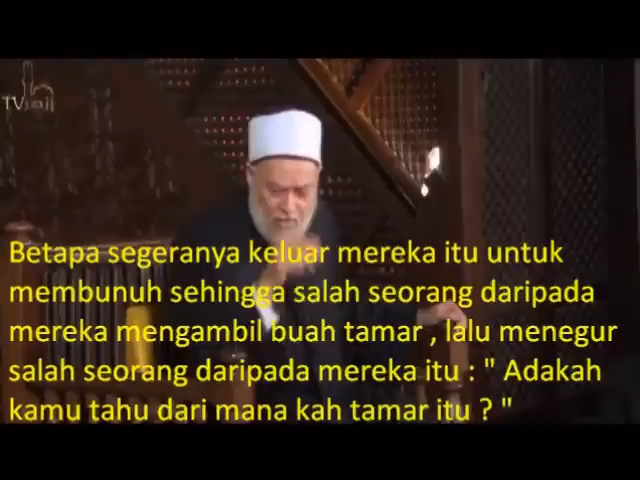 TV
Betapa segeranya keluar mereka itu untuk
membunuh sehingga salah seorang daripada
mereka mengambil buah tamar , lalu menegur
salah seorang daripada mereka itu : " Adakah
kamu tahu dari mana kah tamar itu ? "